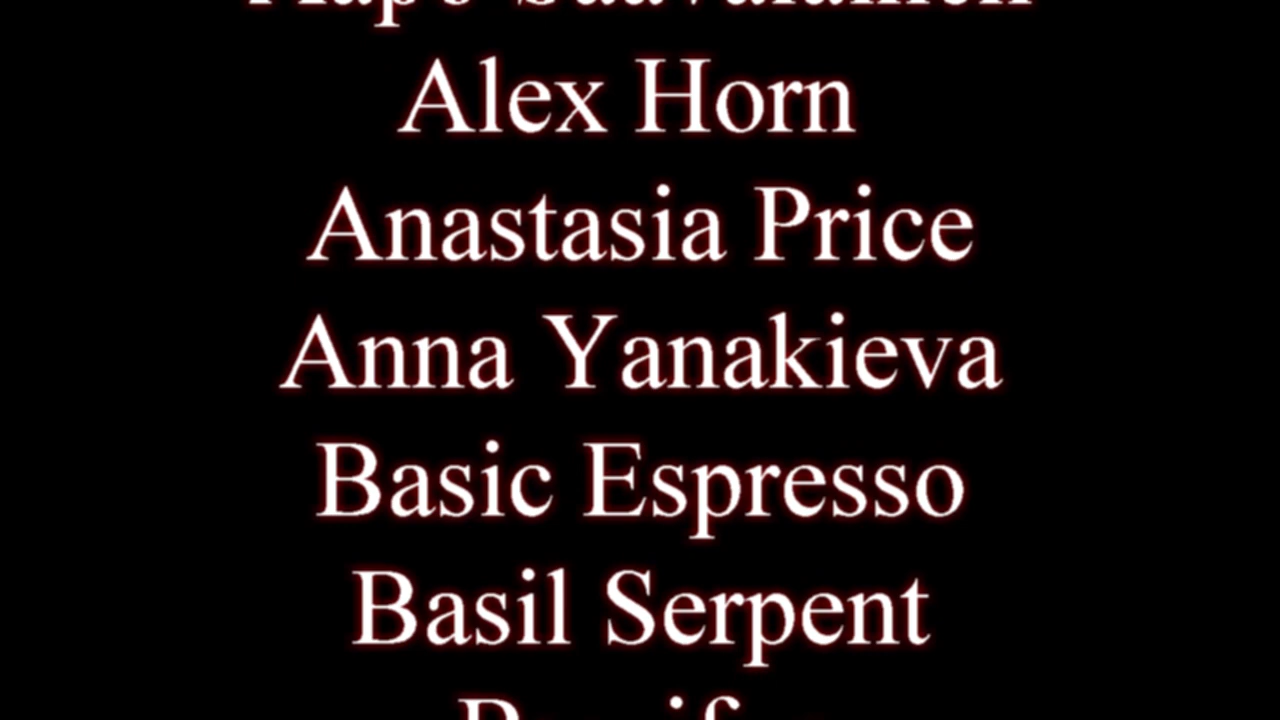 Alex Horn
Anastasia Price
Anna Yanakieva
Basic Espresso
Basil Serpent